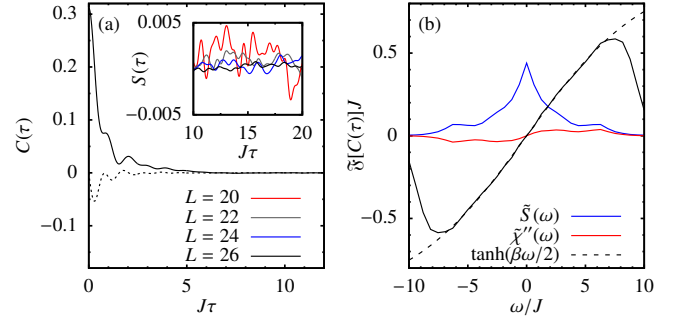 (a)
0.3
0.2
0.1
0
−0.1
C(τ)
0
5
10
Jτ
0.005
−0.005
S(τ)
10
15
20
Jτ
L = 20
L = 22
L = 24
L = 26
(b)
0.5
0
−0.5
𝔉[C(τ)]J
−10
−5
0
5
10
ω/J
S̃(ω)
χ̃′′(ω)
tanh(βω/2)